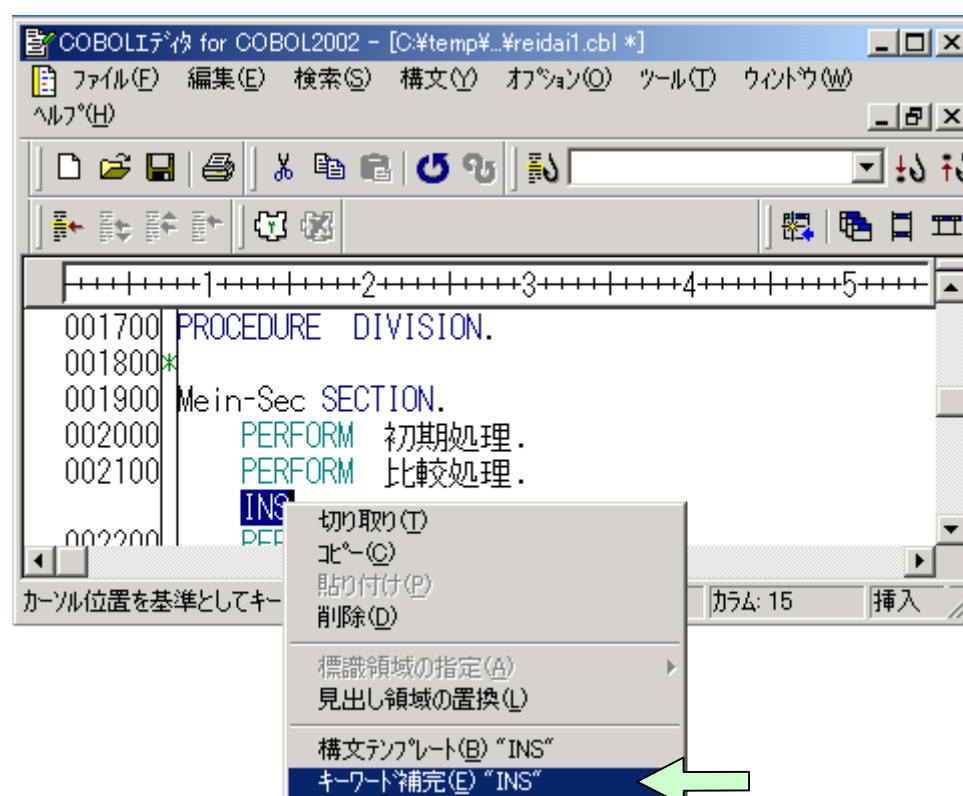 COBOLエディタ for COBOL2002 - [C:¥temp¥...¥reidai1.cbl *]
ファイル(F) 編集(E) 検索(S) 構文(Y) オプション(O) ツール(T) ウィンドウ(W)
ヘルプ(H)
++++|++++1++++|++++2++++|++++3++++|++++4++++|++++5++++
001700 PROCEDURE DIVISION.
001800*
001900 Mein-Sec SECTION.
002000 PERFORM 初期処理.
002100 PERFORM 比較処理.
INS
002200 PER
カーソル位置を基準としてキー カラム: 15 挿入
切り取り(T)
コピー(C)
貼り付け(P)
削除(D)
標識領域の指定(A)
見出し領域の置換(L)
構文テンプレート(B) "INS"
キーワード補完(E) "INS"